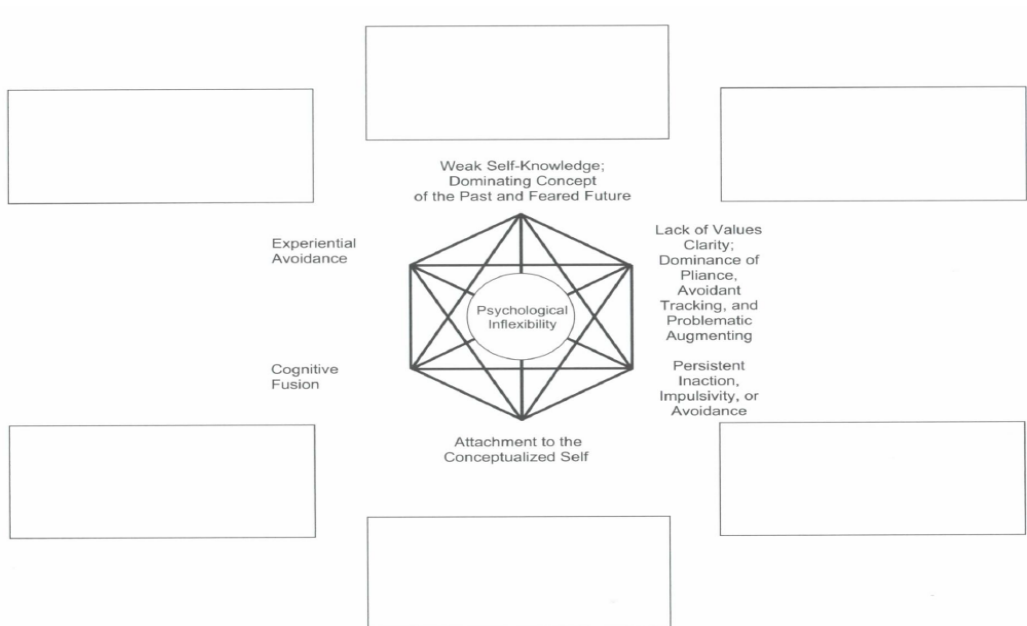 Weak Self-Knowledge;
Dominating Concept
of the Past and Feared Future
Experiential
Avoidance
Lack of Values
Clarity;
Dominance of
Pliance,
Avoidant
Tracking, and
Problematic
Augmenting
Psychological
Inflexibility
Cognitive
Fusion
Persistent
Inaction,
Impulsivity, or
Avoidance
Attachment to the
Conceptualized Self